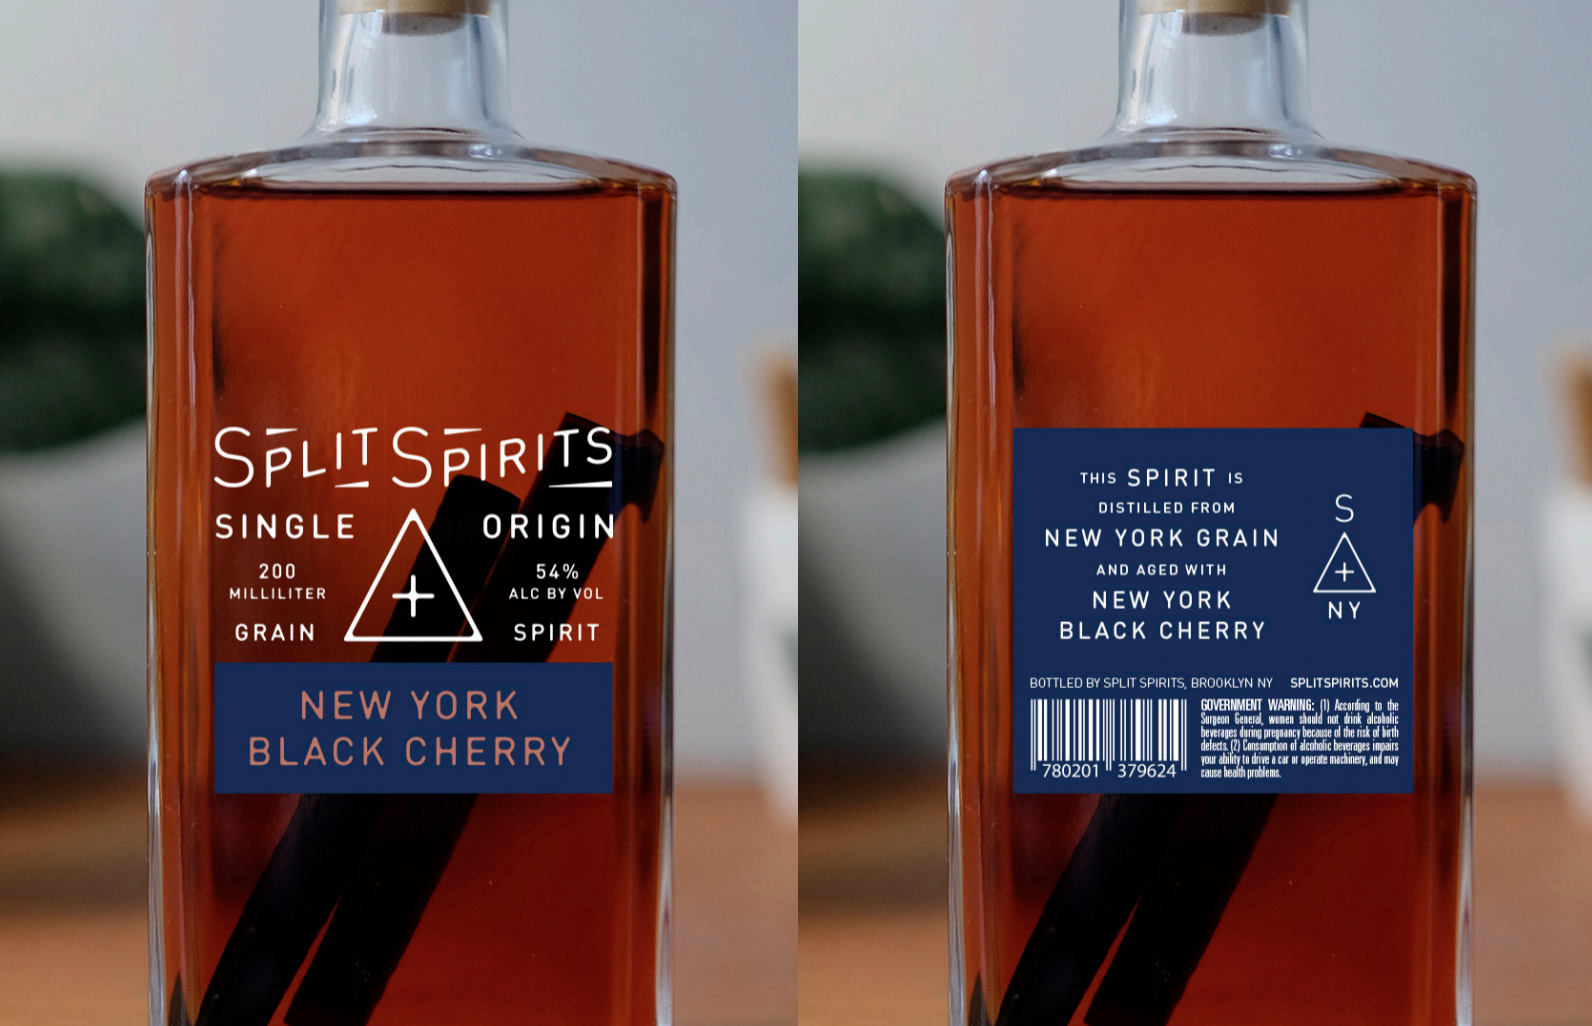 SPLIT SPIRITS
SINGLE ORIGIN
200 54%
MILLILITER ALC BY VOL
GRAIN SPIRIT
NEW YORK
BLACK CHERRY
THIS SPIRIT IS
DISTILLED FROM
NEW YORK GRAIN
AND AGED WITH
NEW YORK
BLACK CHERRY
S
NY
BOTTLED BY SPLIT SPIRITS, BROOKLYN NY SPLITSPIRITS.COM
780201 379624
GOVERNMENT WARNING: (1) According to the
Surgeon General, women should not drink alcoholic
beverages during pregnancy because of the risk of birth
defects. (2) Consumption of alcoholic beverages impairs
your ability to drive a car or operate machinery, and may
cause health problems.